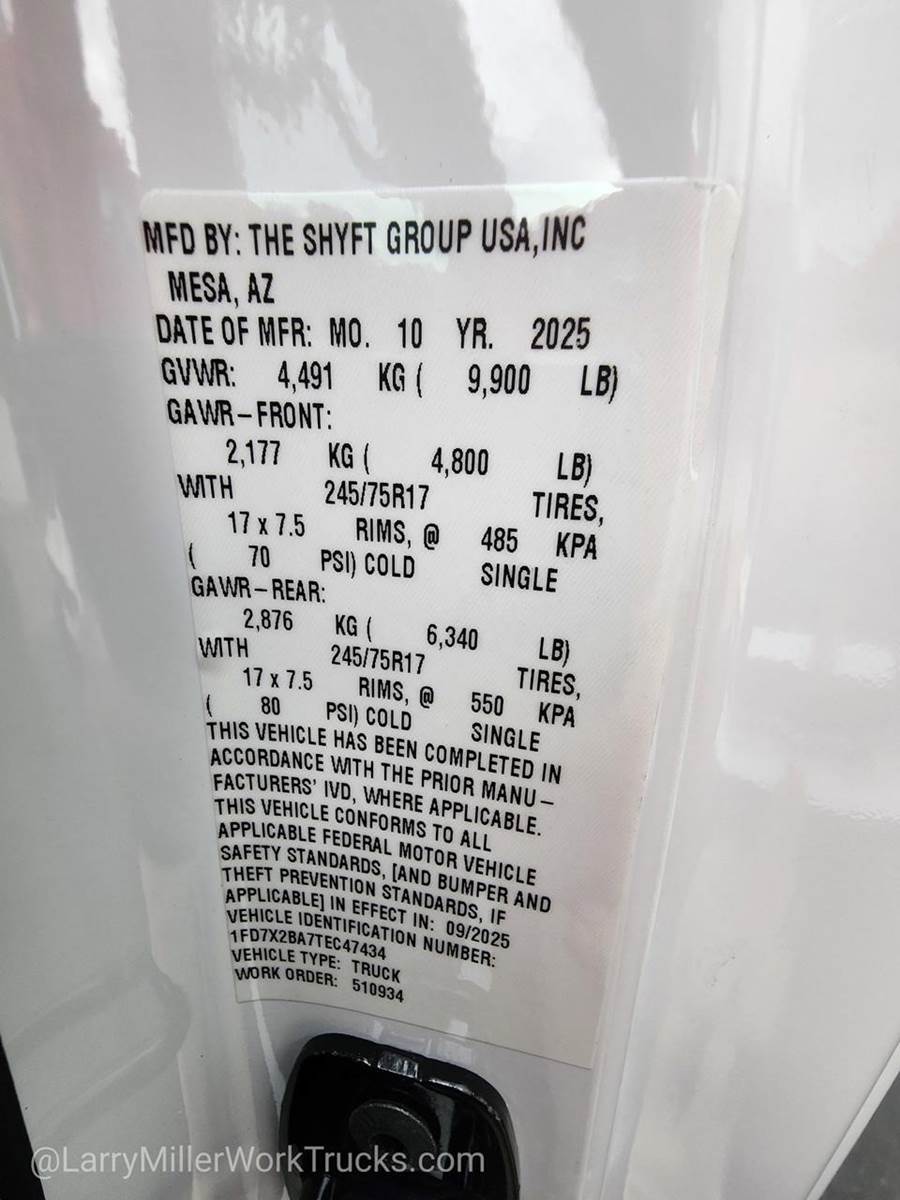 MFD BY: THE SHYFT GROUP USA,INC
MESA, AZ
DATE OF MFR: MO. 10 YR. 2025
GVWR: 4,491 KG ( 9,900 LB)
GAWR-FRONT:
2,177 KG ( 4,800 LB)
WITH 245/75R17 TIRES,
17 x 7.5 RIMS, @ 485 KPA
( 70 PSI) COLD SINGLE
GAWR-REAR:
2,876 KG ( 6,340 LB)
WITH 245/75R17 TIRES,
17 x 7.5 RIMS, @ 550 KPA
( 80 PSI) COLD SINGLE
THIS VEHICLE HAS BEEN COMPLETED IN
ACCORDANCE WITH THE PRIOR MANU-
FACTURERS' IVD, WHERE APPLICABLE.
THIS VEHICLE CONFORMS TO ALL
APPLICABLE FEDERAL MOTOR VEHICLE
SAFETY STANDARDS, [AND BUMPER AND
THEFT PREVENTION STANDARDS, IF
APPLICABLE] IN EFFECT IN: 09/2025
VEHICLE IDENTIFICATION NUMBER:
1FD7X2BA7TEC47434
VEHICLE TYPE: TRUCK
WORK ORDER: 510934
@LarryMillerWorkTrucks.com